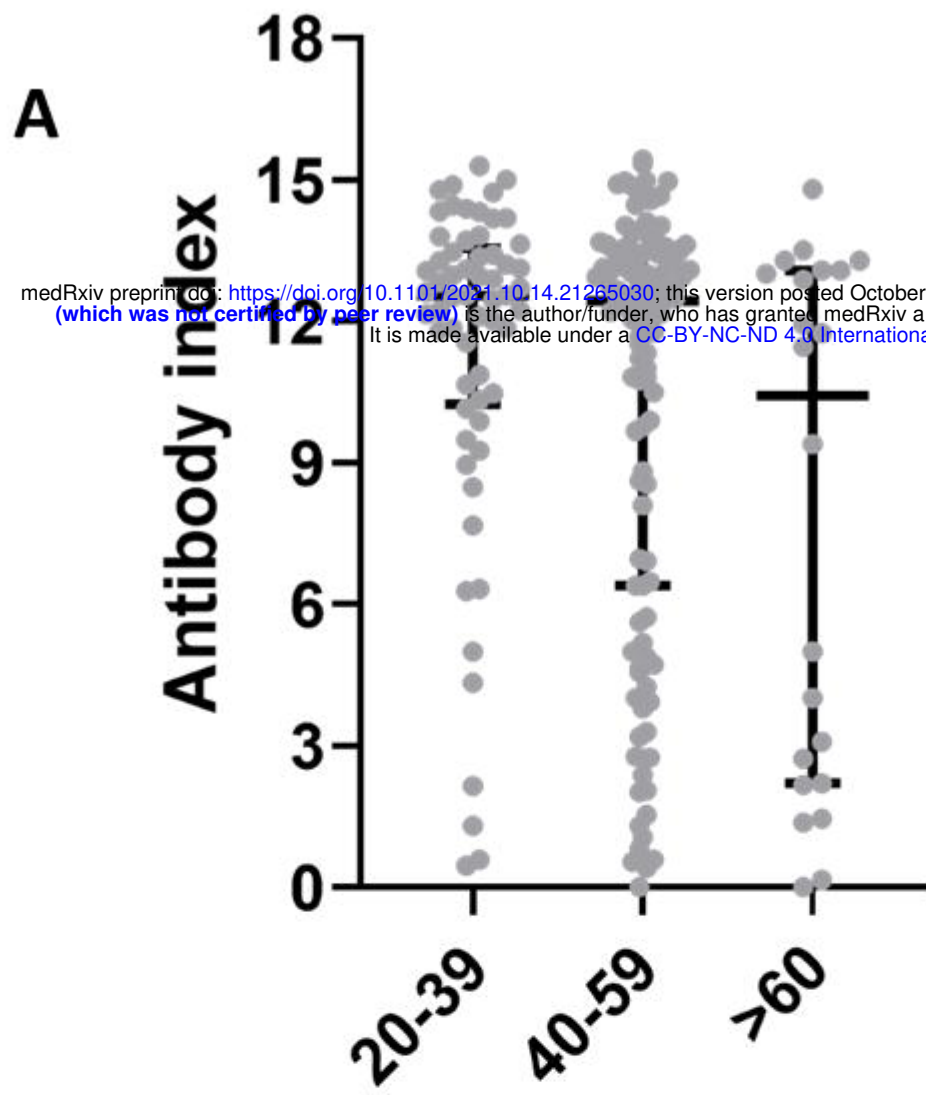 A
Antibody index
18
15
12
9
6
3
0
medRxiv preprint doi: https://doi.org/10.1101/2021.10.14.21265030; this version posted October
(which was not certified by peer review) is the author/funder, who has granted medRxiv a
It is made available under a CC-BY-NC-ND 4.0 Internationa
20-39
40-59
>60